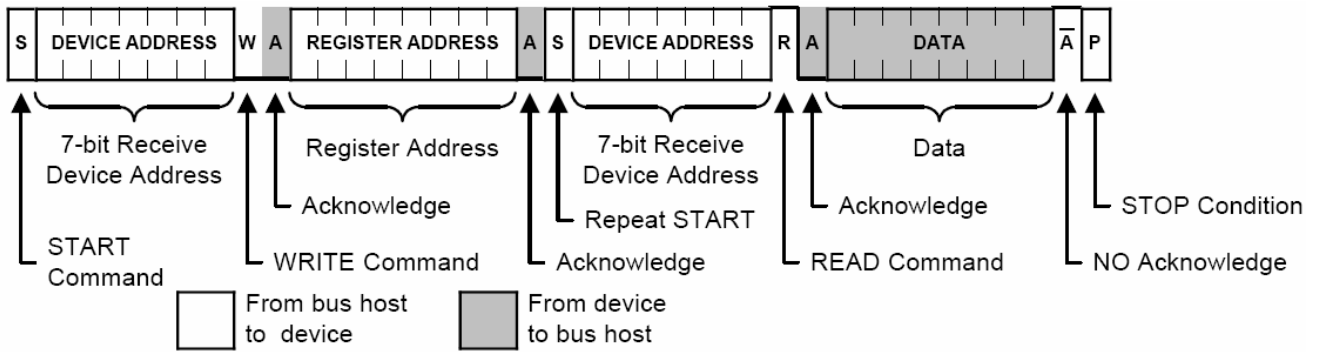 S DEVICE ADDRESS W A REGISTER ADDRESS A S DEVICE ADDRESS R A DATA A̅ P
7-bit Receive
Device Address
Register Address
7-bit Receive
Device Address
Data
Acknowledge
Repeat START
Acknowledge
STOP Condition
START
Command
WRITE Command
Acknowledge
READ Command
NO Acknowledge
From bus host
to device
From device
to bus host